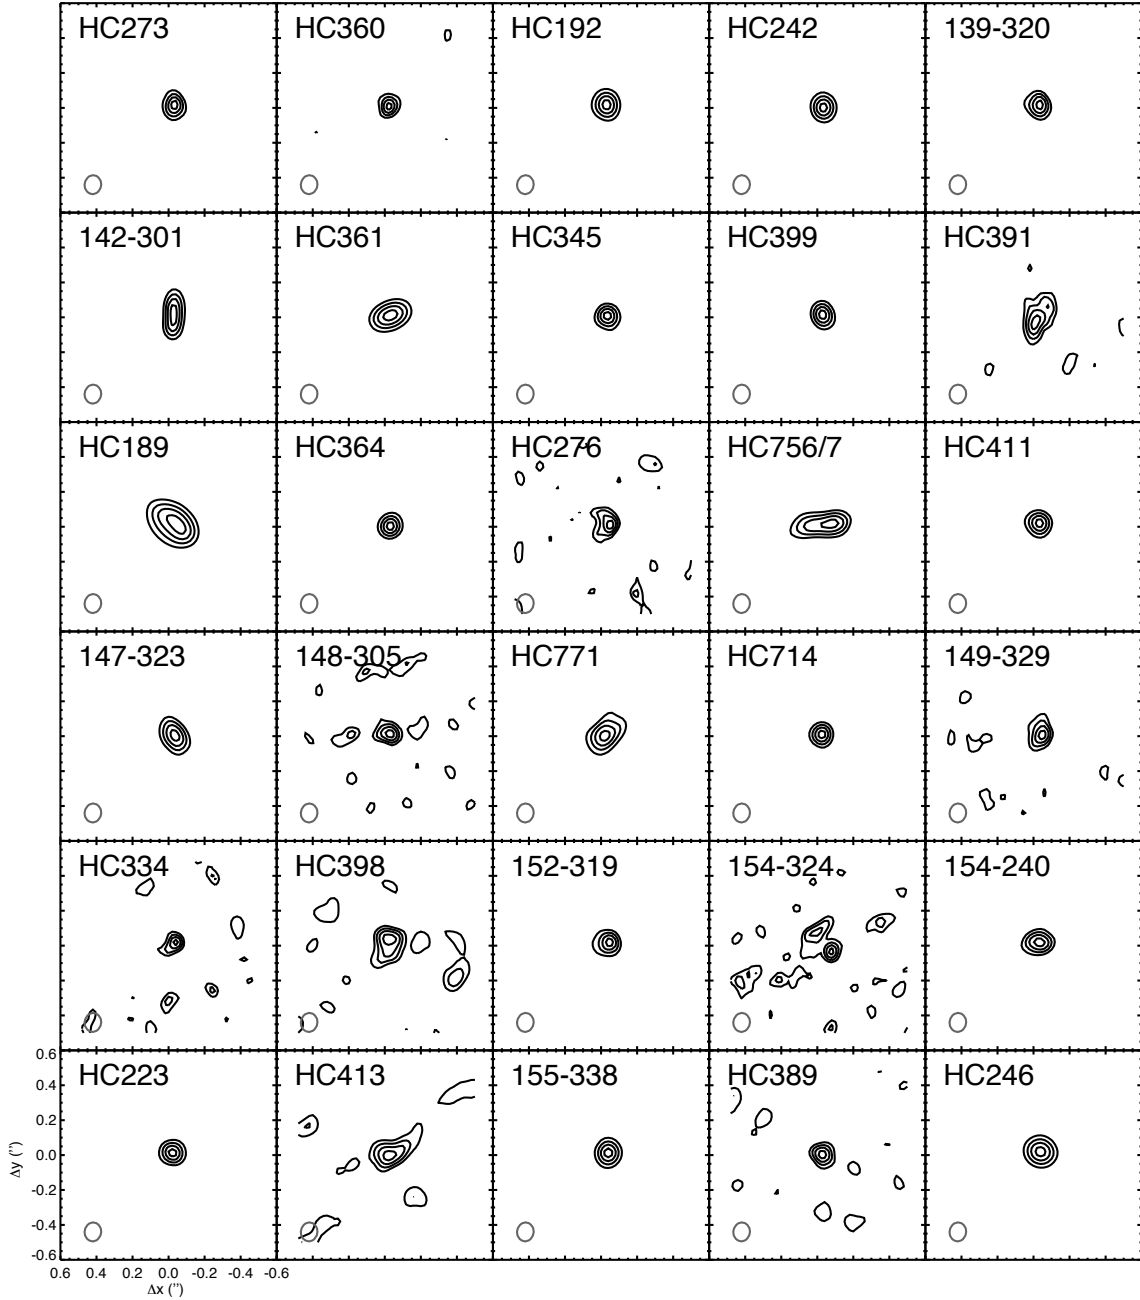 HC273 HC360 HC192 HC242 139-320
142-301 HC361 HC345 HC399 HC391
HC189 HC364 HC276 HC756/7 HC411
147-323 148-305 HC771 HC714 149-329
HC334 HC398 152-319 154-324 154-240
HC223 HC413 155-338 HC389 HC246
0.6
0.4
0.2
0.0
-0.2
-0.4
-0.6
Δy (")
0.6 0.4 0.2 0.0 -0.2 -0.4 -0.6
Δx (")